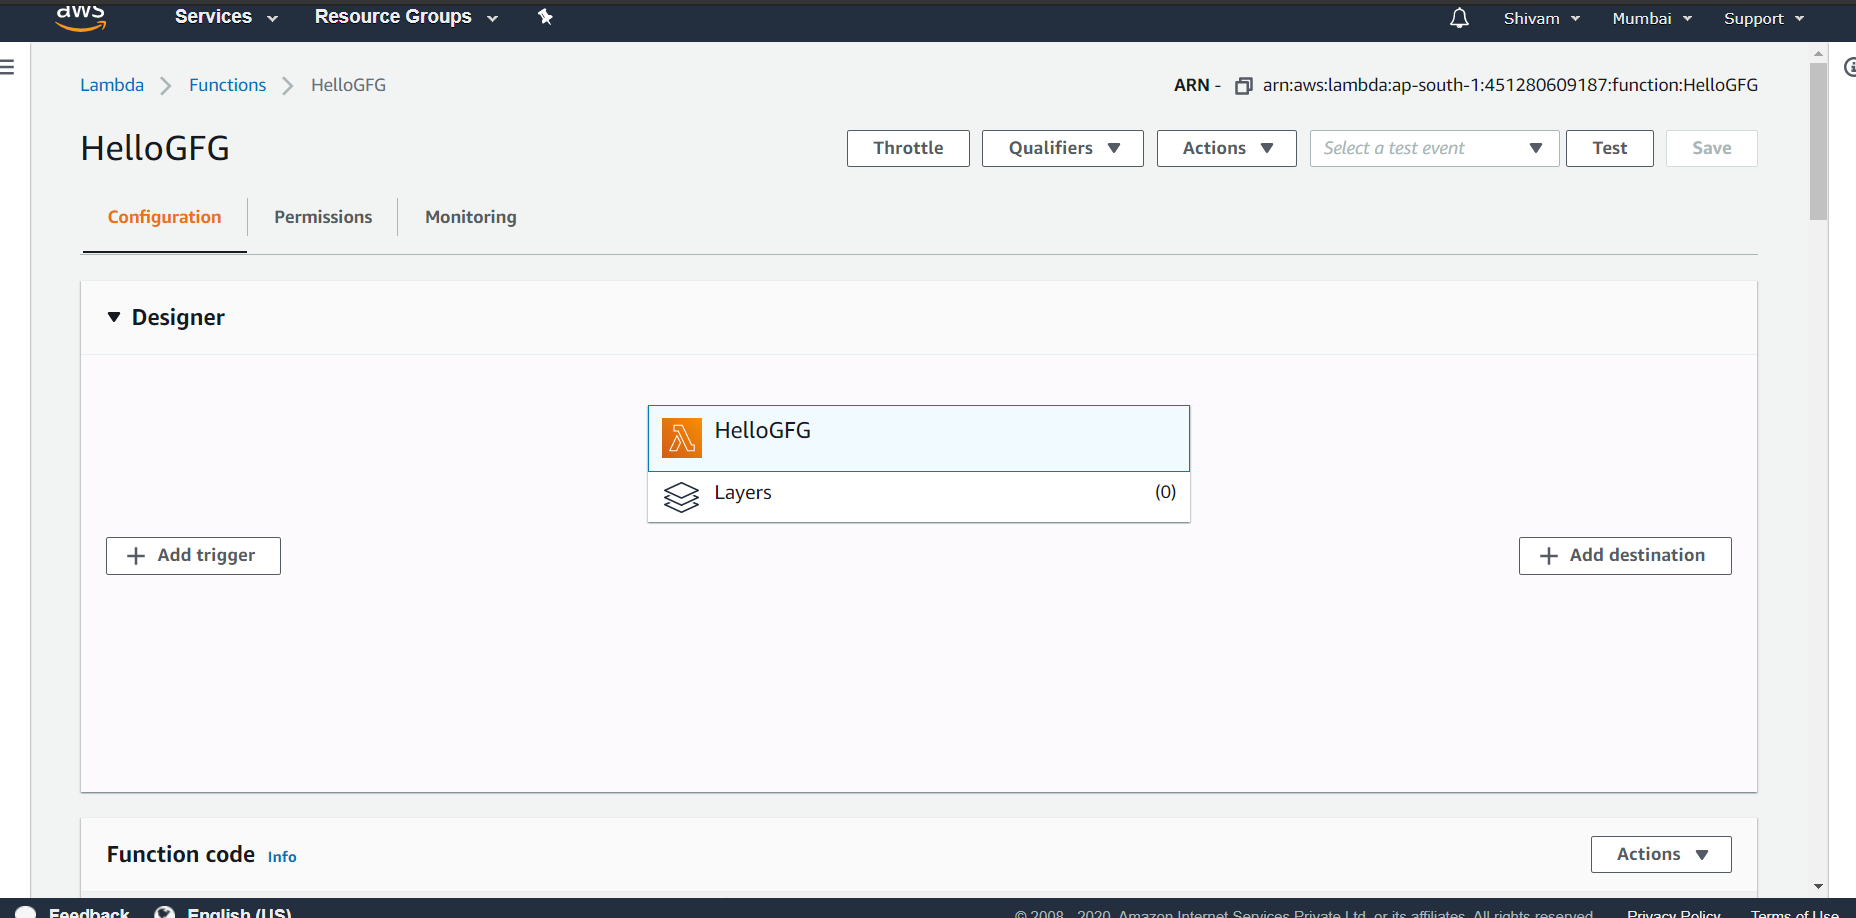 aws Services Resource Groups Shivam Mumbai Support
Lambda Functions HelloGFG ARN - arn:aws:lambda:ap-south-1:451280609187:function:HelloGFG
HelloGFG Throttle Qualifiers Actions Select a test event Test Save
Configuration Permissions Monitoring
Designer
HelloGFG
Layers (0)
Add trigger Add destination
Function code Info Actions
Feedback English (US) © 2008 - 2020, Amazon Internet Services Private Ltd. or its affiliates. All rights reserved. Privacy Policy Terms of Use